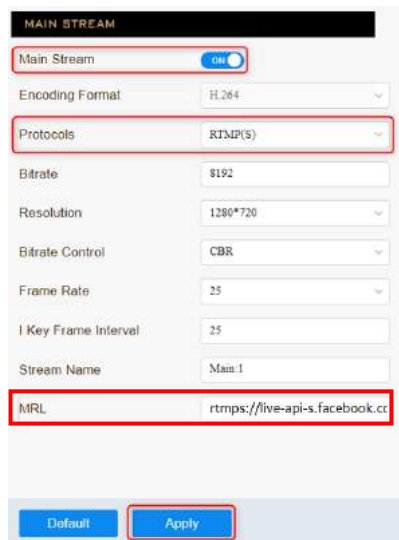 MAIN STREAM
Main Stream ON
Encoding Format H.264
Protocols RTMP(S)
Bitrate 8192
Resolution 1280*720
Bitrate Control CBR
Frame Rate 25
I Key Frame Interval 25
Stream Name Main:1
MRL rtmps://live-api-s.facebook.cc
Default Apply